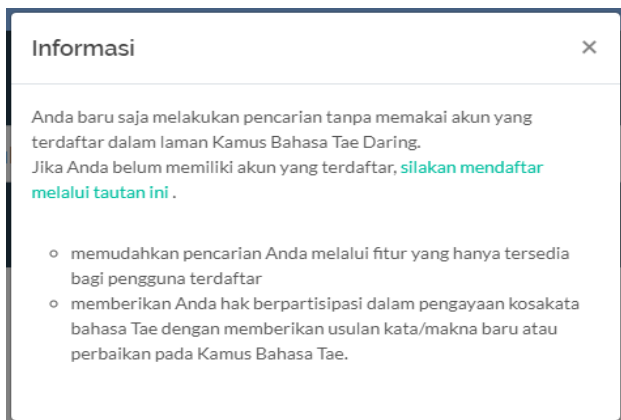 Informasi ×
Anda baru saja melakukan pencarian tanpa memakai akun yang
terdaftar dalam laman Kamus Bahasa Tae Daring.
Jika Anda belum memiliki akun yang terdaftar, silakan mendaftar
melalui tautan ini .
○ memudahkan pencarian Anda melalui fitur yang hanya tersedia
bagi pengguna terdaftar
○ memberikan Anda hak berpartisipasi dalam pengayaan kosakata
bahasa Tae dengan memberikan usulan kata/makna baru atau
perbaikan pada Kamus Bahasa Tae.